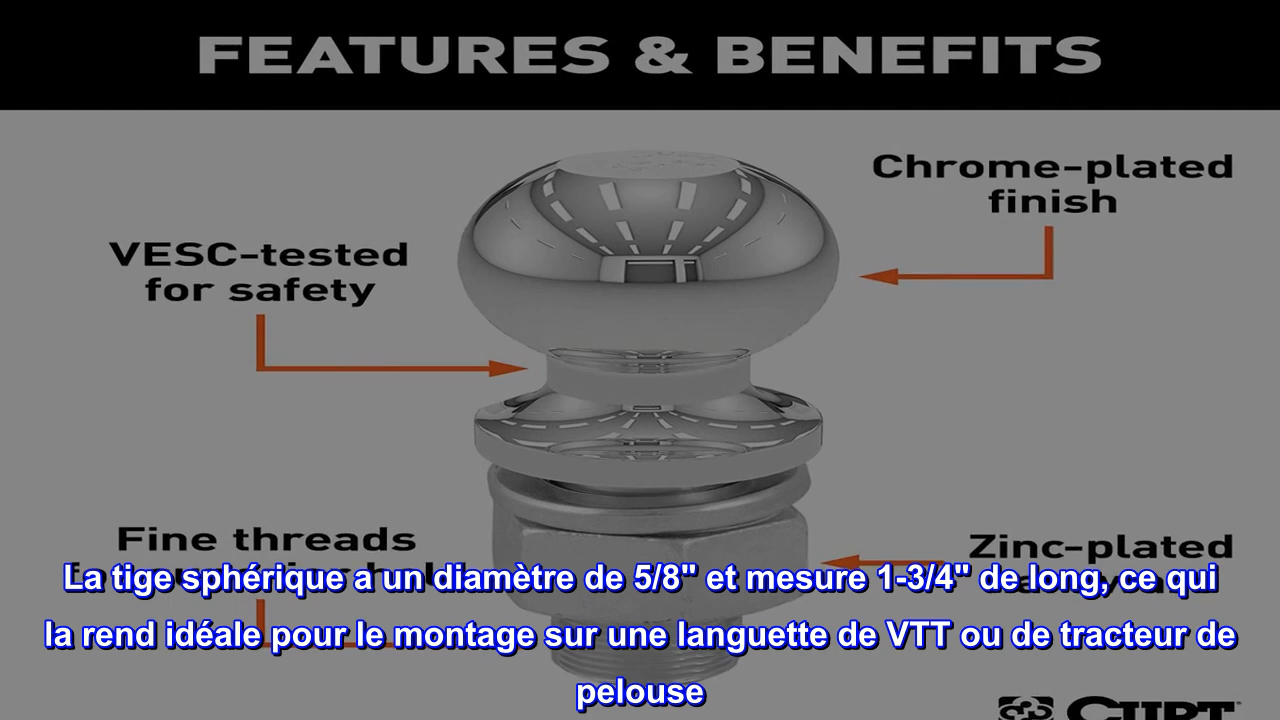 FEATURES & BENEFITS
Chrome-plated
finish
VESC-tested
for safety
Fine threads
Zinc-plated
La tige sphérique a un diamètre de 5/8" et mesure 1-3/4" de long, ce qui
la rend idéale pour le montage sur une languette de VTT ou de tracteur de
pelouse
CURT